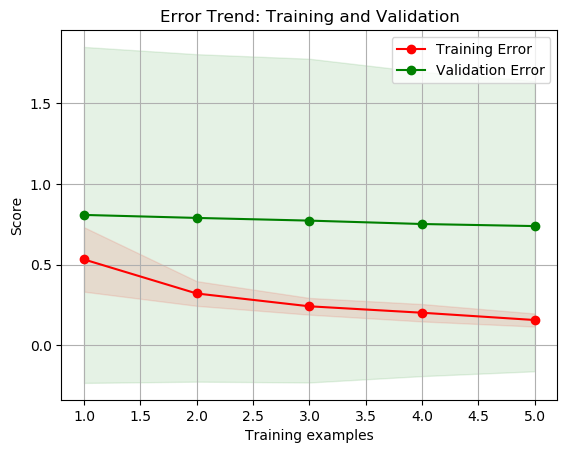 Error Trend: Training and Validation
Training Error
Validation Error
Score
1.5
1.0
0.5
0.0
1.0 1.5 2.0 2.5 3.0 3.5 4.0 4.5 5.0
Training examples